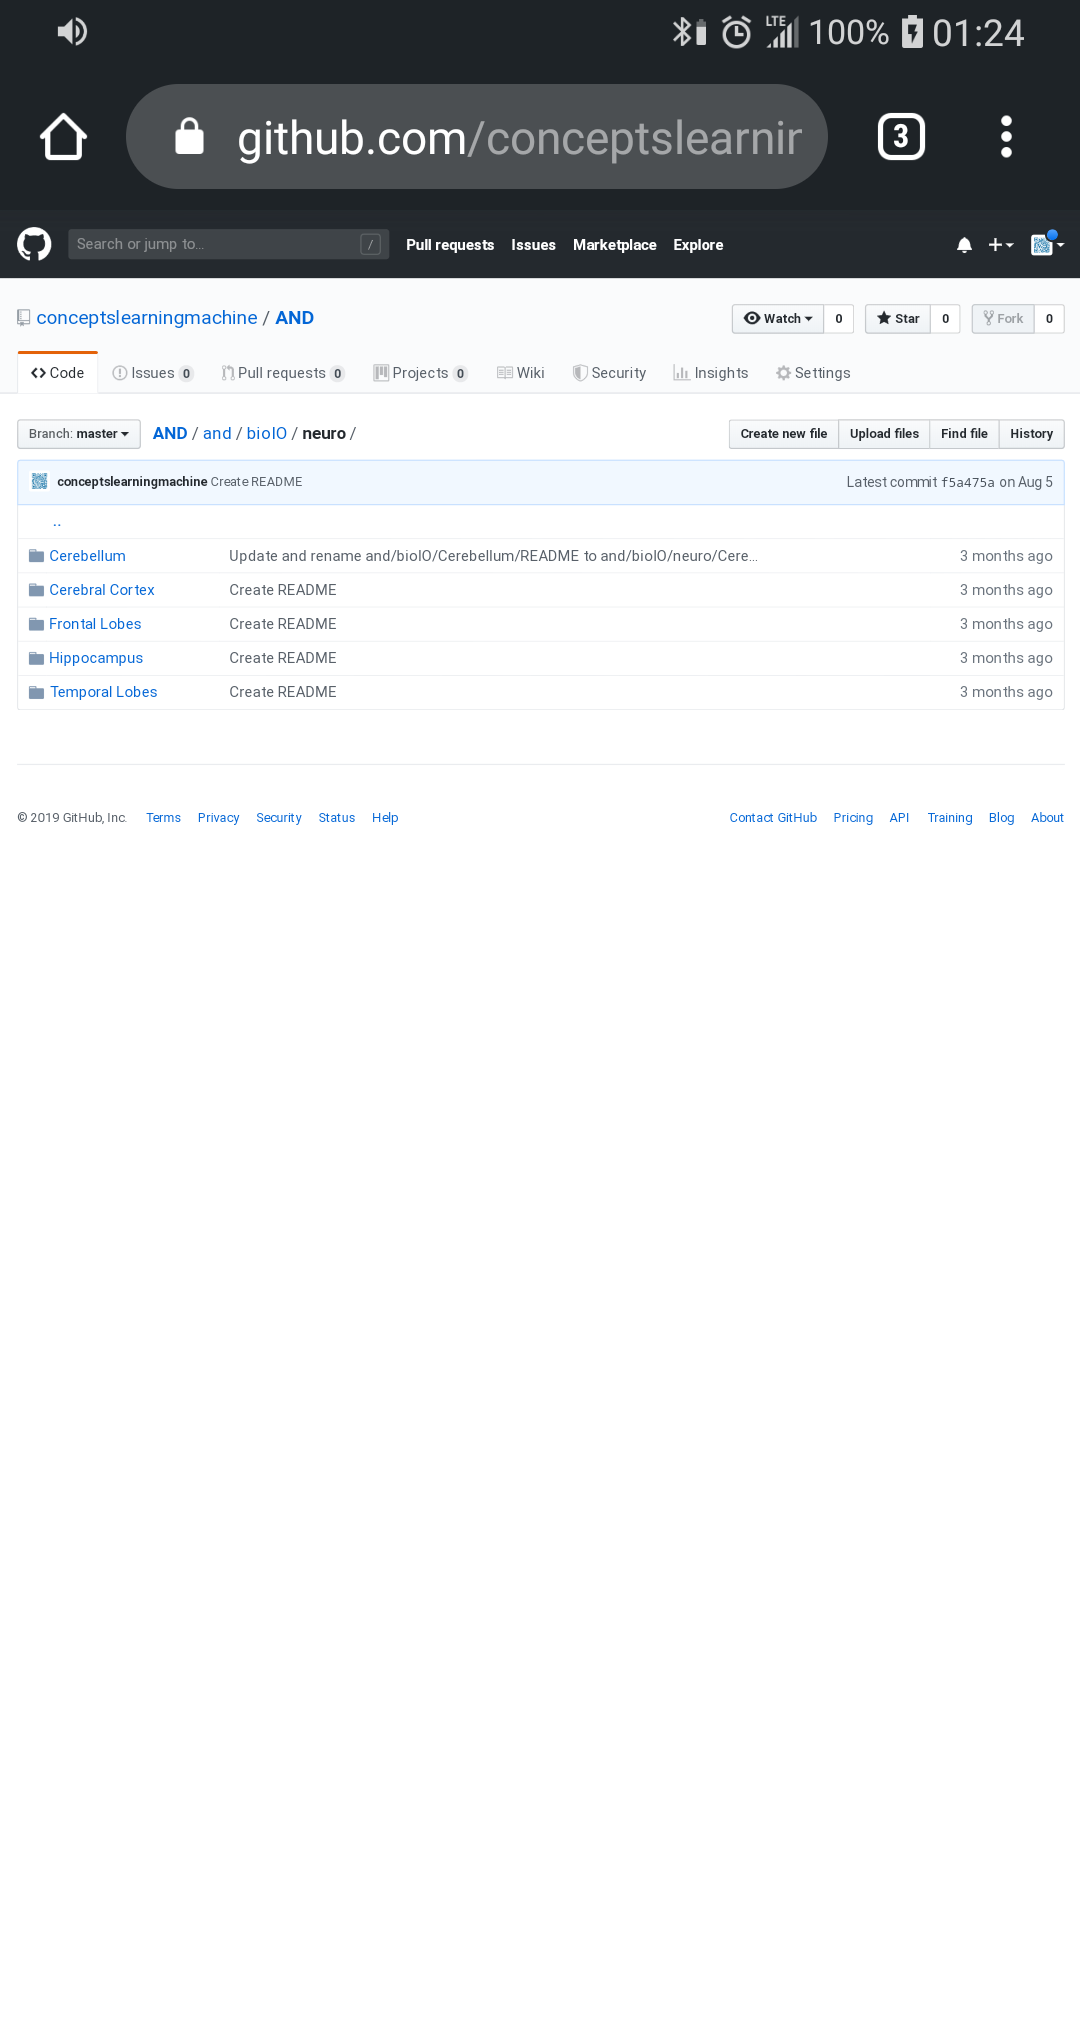 LTE 100% 01:24
github.com/conceptslearnir 3
Search or jump to... / Pull requests Issues Marketplace Explore
conceptslearningmachine / AND Watch 0 Star 0 Fork 0
Code Issues 0 Pull requests 0 Projects 0 Wiki Security Insights Settings
Branch: master AND / and / bioIO / neuro / Create new file Upload files Find file History
conceptslearningmachine Create README Latest commit f5a475a on Aug 5
..
Cerebellum Update and rename and/bioIO/Cerebellum/README to and/bioIO/neuro/Cere... 3 months ago
Cerebral Cortex Create README 3 months ago
Frontal Lobes Create README 3 months ago
Hippocampus Create README 3 months ago
Temporal Lobes Create README 3 months ago
© 2019 GitHub, Inc. Terms Privacy Security Status Help Contact GitHub Pricing API Training Blog About